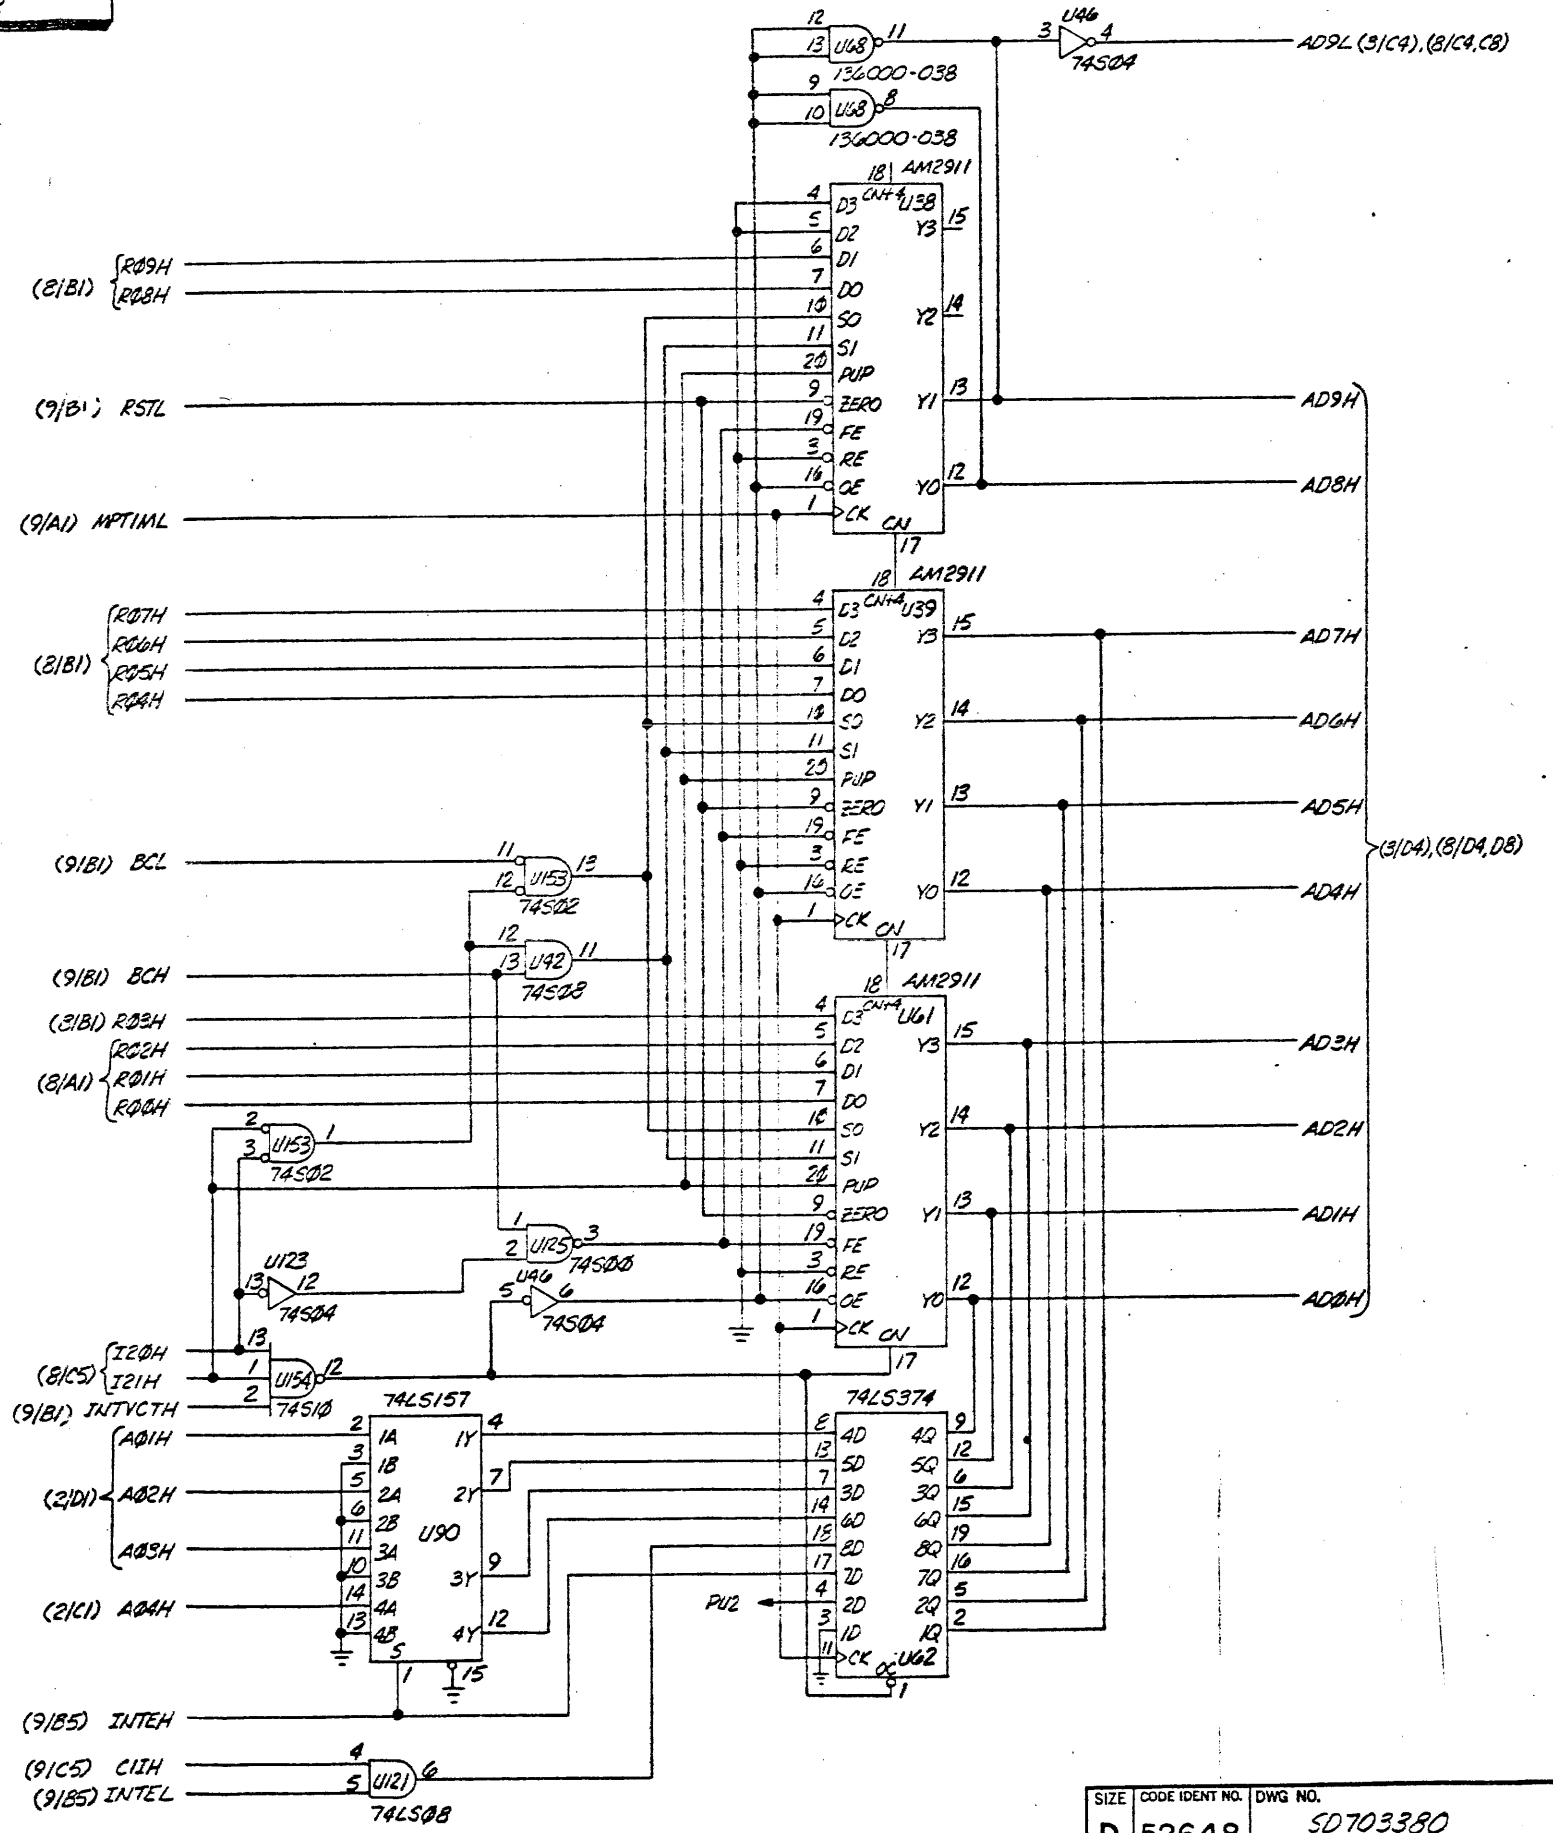 12 U46
13 U68 11 3 4 AD9L (3/C4),(8/C4,C8)
136000-038 74S04
9
10 U68 8
136000-038
18 AM2911
4 D3 CN+4 U38
5 D2 Y3 15
6 D1
7 D0
(8/B1) R09H
R08H
10 S0 Y2 14
11 S1
20 PUP
(9/B1) RSTL 9 ZERO Y1 13 AD9H
19 FE
3 RE
16 OE Y0 12 AD8H
(9/A1) MPTIML 1 CK
CN
17
18 AM2911
R07H 4 D3 CN+4 U39
R06H 5 D2 Y3 15 AD7H
(8/B1) R05H 6 D1
R04H 7 D0
10 S0 Y2 14 AD6H
11 S1
20 PUP
9 ZERO Y1 13 AD5H
19 FE
(3/D4),(8/D4,D8)
(9/B1) BCL 11 3 RE
12 U153 13 16 OE Y0 12 AD4H
74S02 1 CK
CN
12 17
(9/B1) BCH 13 U42 11
74S08 18 AM2911
(8/B1) R03H 4 D3 CN+4 U61
R02H 5 D2 Y3 15 AD3H
(8/A1) R01H 6 D1
R00H 7 D0
2 10 S0 Y2 14 AD2H
3 U153 1 11 S1
74S02 20 PUP
1 9 ZERO Y1 13 AD1H
2 U125 3 19 FE
U123 74S00 3 RE
13 12 5 U46 6 16 OE Y0 12 AD0H
74S04 74S04 1 CK
CN
17
(8/C5) I20H 13
I21H 1 U154 12
(9/B1) INTVCTH 2 74S10
74LS157 74LS374
A01H 2 1A 1Y 4 8 4D 4Q 9
3 1B 13 5D 5Q 12
(2/D1) A02H 5 2A 2Y 7 7 3D 3Q 6
6 2B U90 14 6D 6Q 15
A03H 11 3A 18 8D 8Q 19
10 3B 3Y 9 17 7D 7Q 16
(2/C1) A04H 14 4A PU2 4 2D 2Q 5
13 4B 4Y 12 3 1D 1Q 2
S 11 CK U62
1 15 OC 1
(9/B5) INTEH
(9/C5) C11H 4
(9/B5) INTEL 5 U121 6
74LS08
SIZE CODE IDENT NO. DWG NO.
D 52648 SD703380